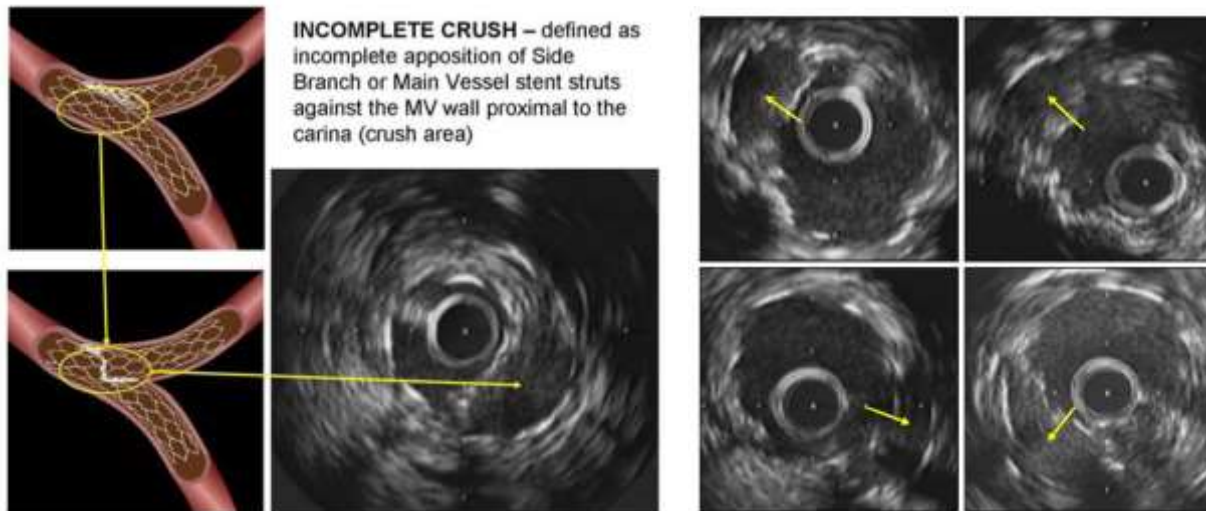 INCOMPLETE CRUSH – defined as
incomplete apposition of Side
Branch or Main Vessel stent struts
against the MV wall proximal to the
carina (crush area)